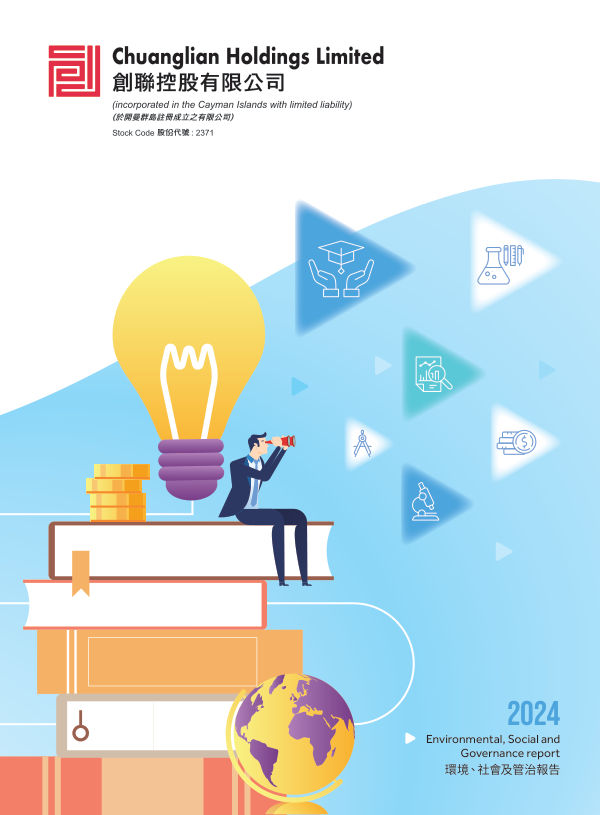 Chuanglian Holdings Limited
創聯控股有限公司
(incorporated in the Cayman Islands with limited liability)
(於開曼群島註冊成立之有限公司)
Stock Code 股份代號 : 2371
2024
Environmental, Social and
Governance report
環境、社會及管治報告